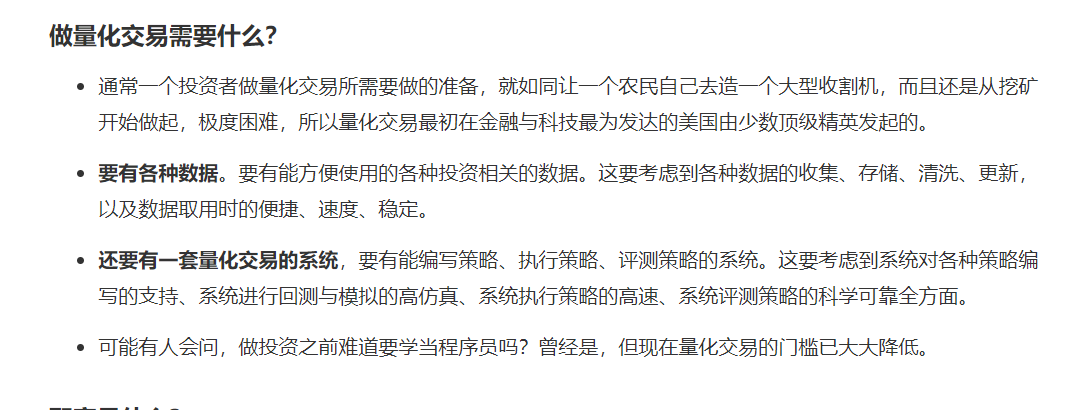 做量化交易需要什么？
通常一个投资者做量化交易所需要做的准备，就如同让一个农民自己去造一个大型收割机，而且还是从挖矿
开始做起，极度困难，所以量化交易最初在金融与科技最为发达的美国由少数顶级精英发起的。
要有各种数据。要有能方便使用的各种投资相关的数据。这要考虑到各种数据的收集、存储、清洗、更新，
以及数据取用时的便捷、速度、稳定。
还要有一套量化交易的系统，要有能编写策略、执行策略、评测策略的系统。这要考虑到系统对各种策略编
写的支持、系统进行回测与模拟的高仿真、系统执行策略的高速、系统评测策略的科学可靠全方面。
可能有人会问，做投资之前难道要学当程序员吗？曾经是，但现在量化交易的门槛已大大降低。